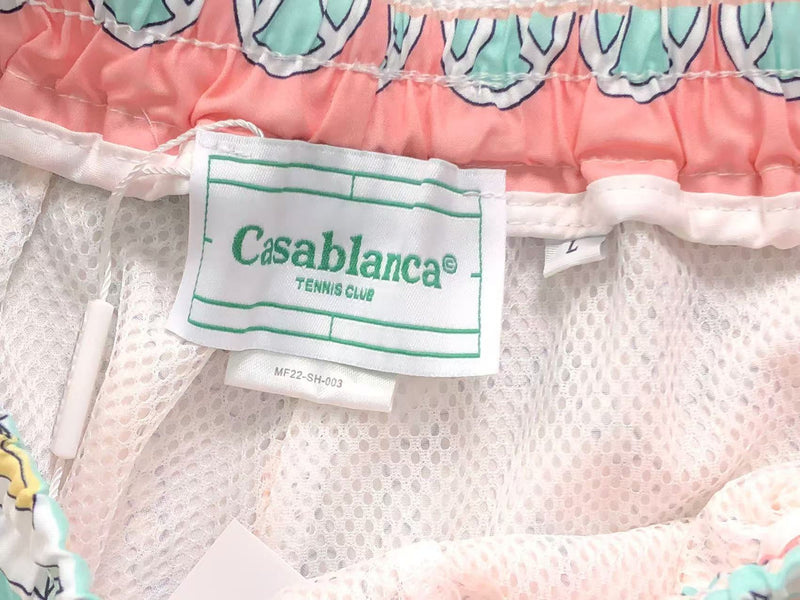 Casablanca©
TENNIS CLUB
L
MF22-SH-003